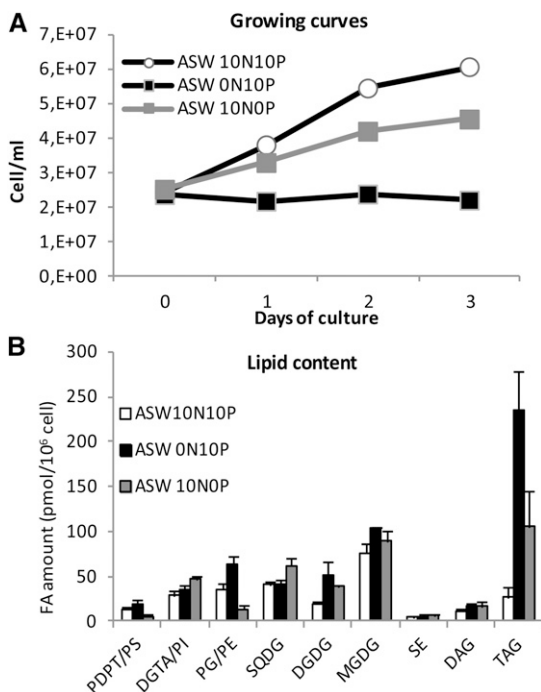 A
Growing curves
7,E+07
6,E+07
5,E+07
4,E+07
3,E+07
2,E+07
1,E+07
0,E+00
Cell/ml
ASW 10N10P
ASW 0N10P
ASW 10N0P
0 1 2 3
Days of culture
B
Lipid content
300
250
200
150
100
50
0
FA amount (pmol/10⁶ cell)
ASW10N10P
ASW 0N10P
ASW 10N0P
PDPT/PS
DGTA/PI
PG/PE
SQDG
DGDG
MGDG
SE
DAG
TAG